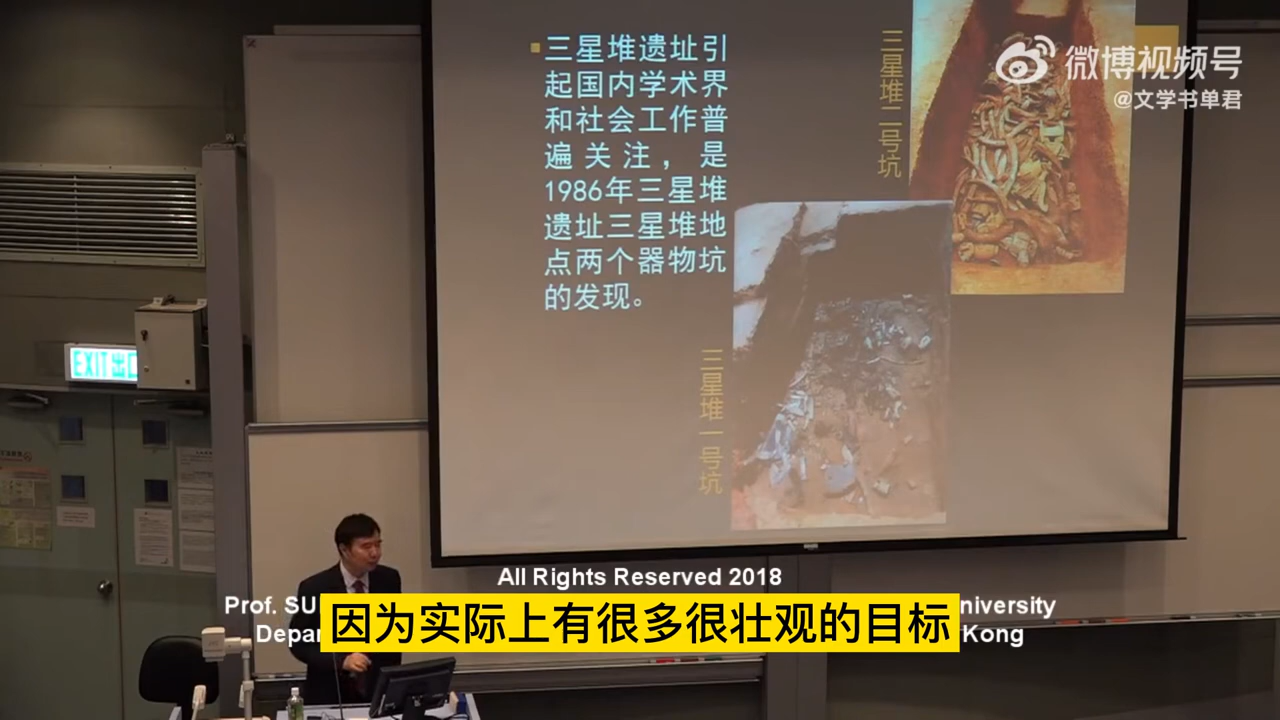 三星堆遗址引
起国内学术界
和社会工作普
遍关注，是
1986年三星堆
遗址三星堆地
点两个器物坑
的发现。
三星堆二号坑
三星堆一号坑
微博视频号
@文学书单君
EXIT 出口
All Rights Reserved 2018
Prof. SU
niversity
Depar
Kong
因为实际上有很多很壮观的目标